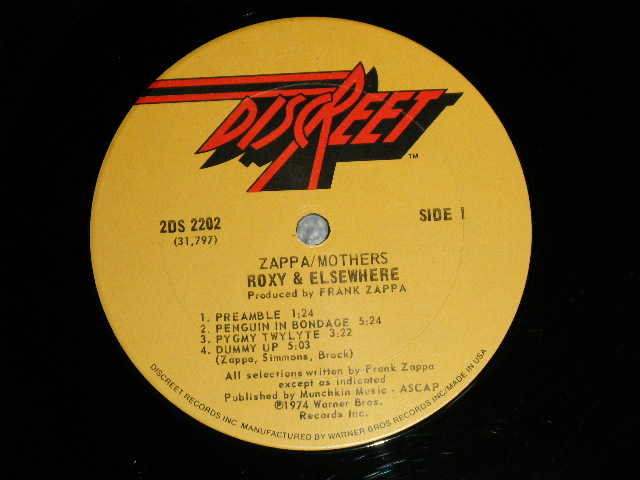 DISCREET
TM
2DS 2202
(31,797)
SIDE 1
ZAPPA/MOTHERS
ROXY & ELSEWHERE
Produced by FRANK ZAPPA
1. PREAMBLE 1:24
2. PENGUIN IN BONDAGE 5:24
3. PYGMY TWYLYTE 3:22
4. DUMMY UP 5:03
(Zappa, Simmons, Brock)
All selections written by Frank Zappa
except as indicated
Published by Munchkin Music - ASCAP
℗1974 Warner Bros.
Records Inc.
DISCREET RECORDS INC. MANUFACTURED BY WARNER BROS RECORDS INC./MADE IN USA